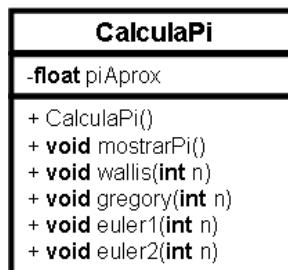 CalculaPi
-float piAprox
+ CalculaPi()
+ void mostrarPi()
+ void wallis(int n)
+ void gregory(int n)
+ void euler1(int n)
+ void euler2(int n)